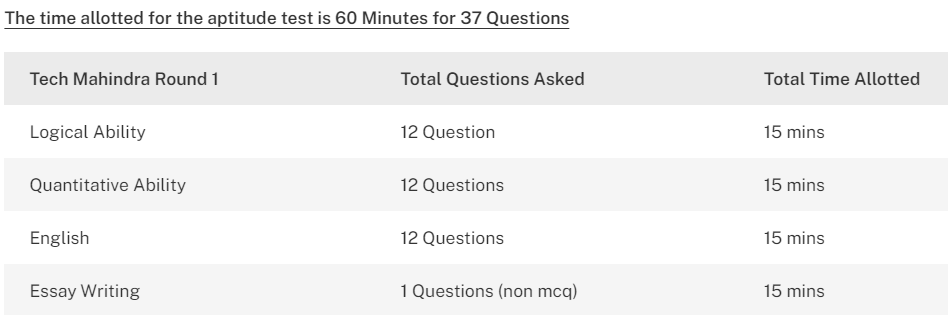 The time allotted for the aptitude test is 60 Minutes for 37 Questions
Tech Mahindra Round 1 Total Questions Asked Total Time Allotted
Logical Ability 12 Question 15 mins
Quantitative Ability 12 Questions 15 mins
English 12 Questions 15 mins
Essay Writing 1 Questions (non mcq) 15 mins